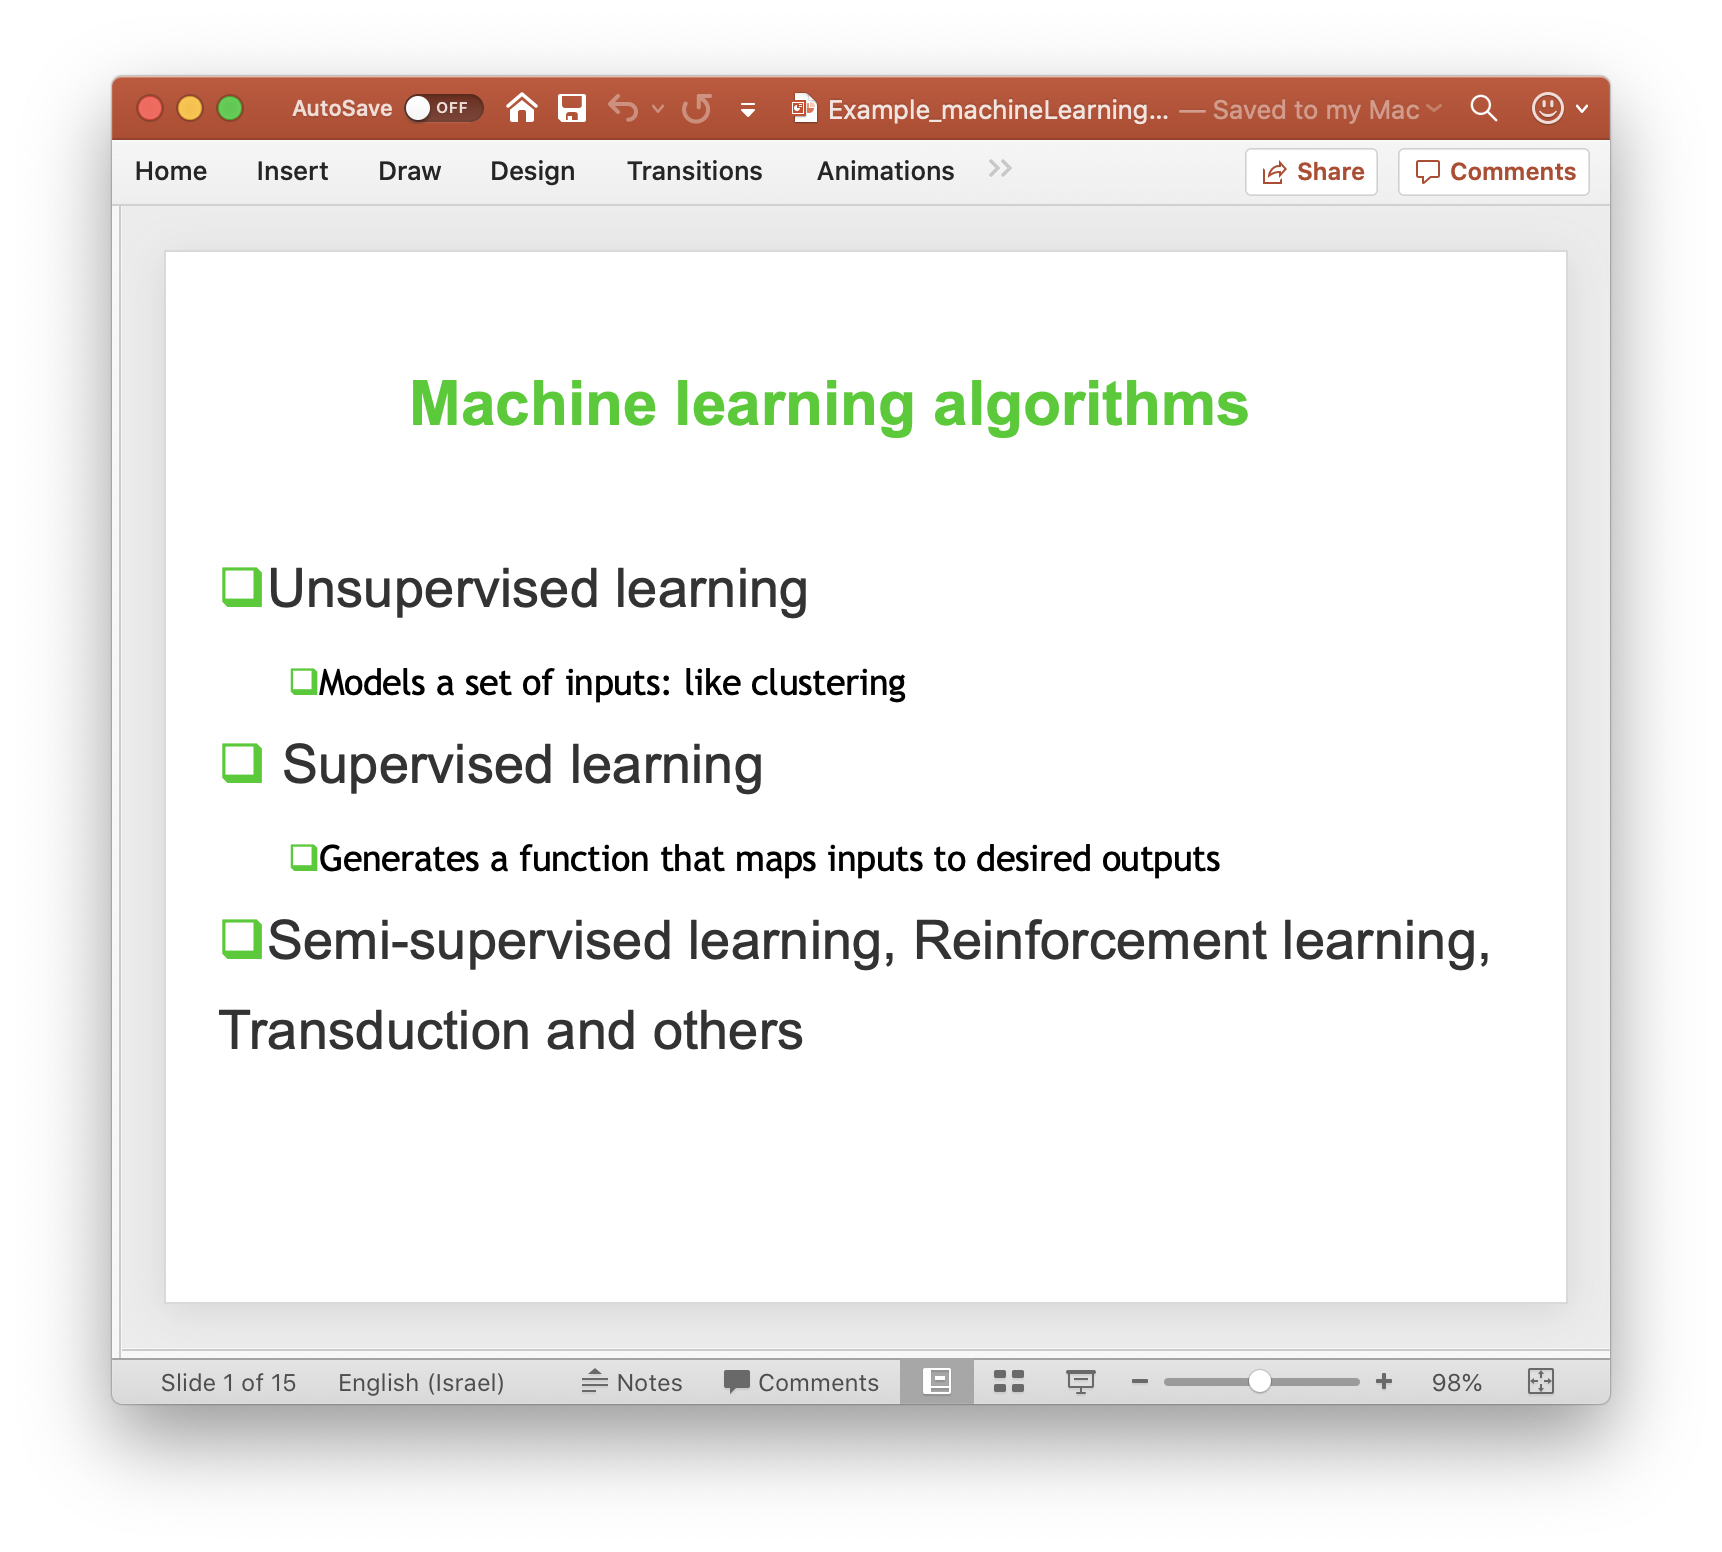 AutoSave OFF Example_machineLearning... — Saved to my Mac
Home Insert Draw Design Transitions Animations Share Comments
Machine learning algorithms
Unsupervised learning
Models a set of inputs: like clustering
Supervised learning
Generates a function that maps inputs to desired outputs
Semi-supervised learning, Reinforcement learning,
Transduction and others
Slide 1 of 15 English (Israel) Notes Comments 98%